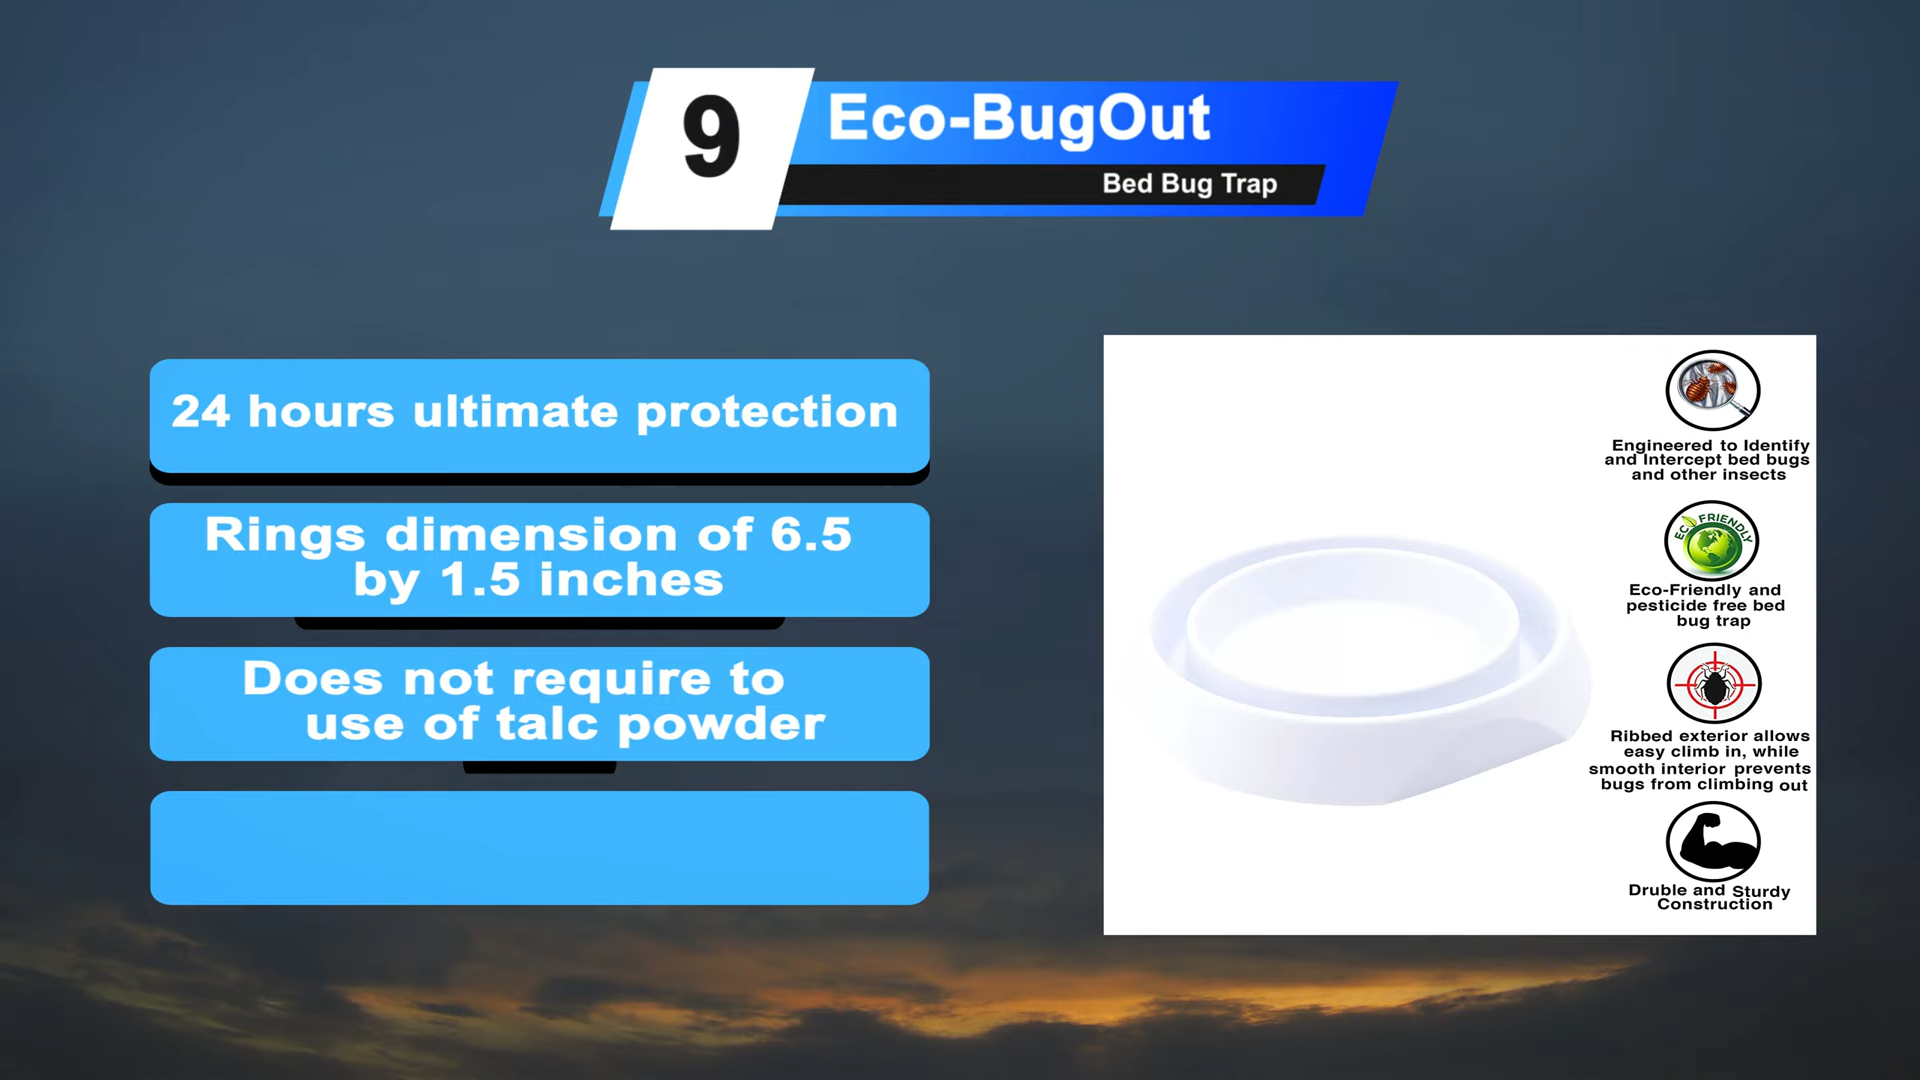 9
Eco-BugOut
Bed Bug Trap
24 hours ultimate protection
Rings dimension of 6.5
by 1.5 inches
Does not require to
use of talc powder
Engineered to Identify
and Intercept bed bugs
and other insects
ECO FRIENDLY
Eco-Friendly and
pesticide free bed
bug trap
Ribbed exterior allows
easy climb in, while
smooth interior prevents
bugs from climbing out
Druble and Sturdy
Construction